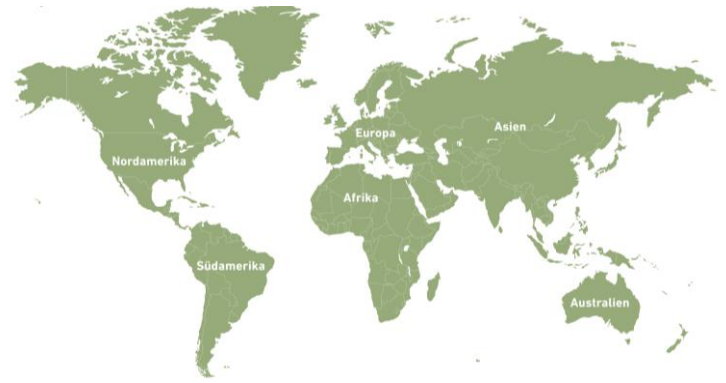 Europa
Asien
Nordamerika
Afrika
Südamerika
Australien